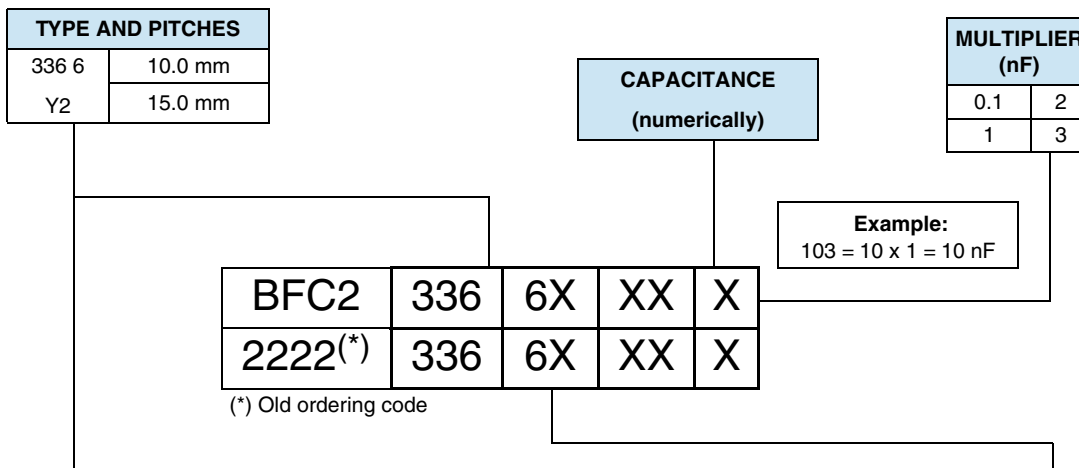 TYPE AND PITCHES
336 6 10.0 mm
Y2 15.0 mm
CAPACITANCE
(numerically)
MULTIPLIER
(nF)
0.1 2
1 3
Example:
103 = 10 x 1 = 10 nF
BFC2 336 6X XX X
2222(*) 336 6X XX X
(*) Old ordering code